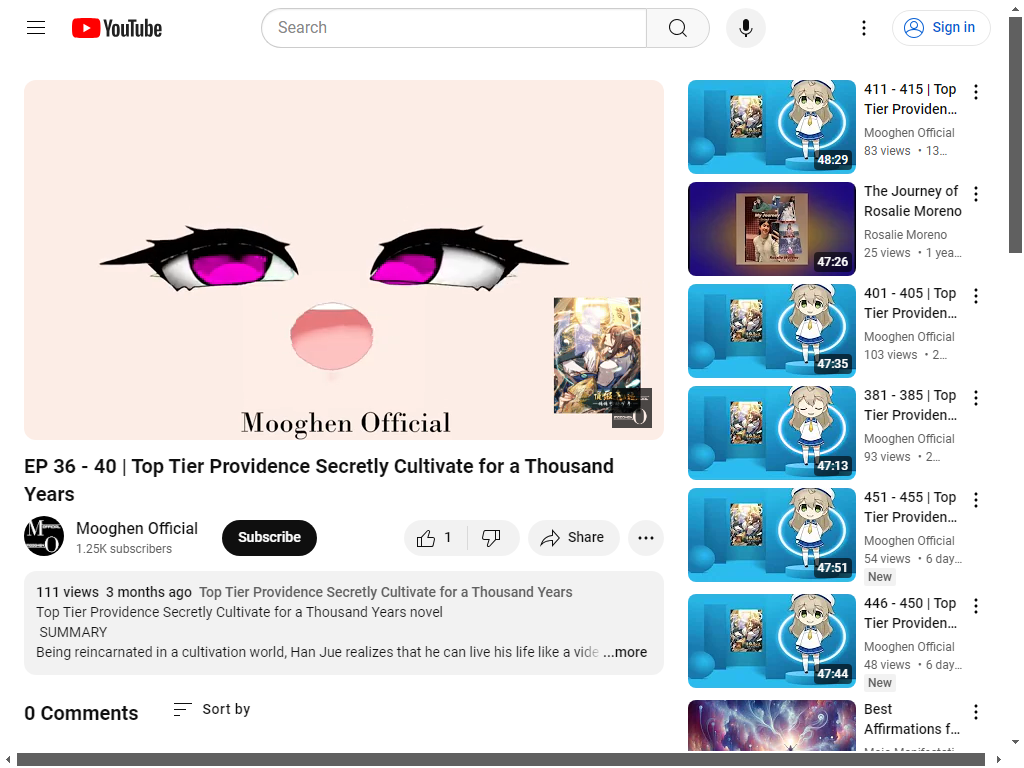 YouTube
Search
Sign in
Mooghen Official
EP 36 - 40 | Top Tier Providence Secretly Cultivate for a Thousand
Years
Mooghen Official
1.25K subscribers
Subscribe
1
Share
111 views 3 months ago Top Tier Providence Secretly Cultivate for a Thousand Years
Top Tier Providence Secretly Cultivate for a Thousand Years novel
SUMMARY
Being reincarnated in a cultivation world, Han Jue realizes that he can live his life like a vide ...more
0 Comments
Sort by
48:29
411 - 415 | Top
Tier Providen...
Mooghen Official
83 views • 13...
My Journey
47:26
The Journey of
Rosalie Moreno
Rosalie Moreno
25 views • 1 yea...
47:35
401 - 405 | Top
Tier Providen...
Mooghen Official
103 views • 2...
47:13
381 - 385 | Top
Tier Providen...
Mooghen Official
93 views • 2...
47:51
451 - 455 | Top
Tier Providen...
Mooghen Official
54 views • 6 day...
New
47:44
446 - 450 | Top
Tier Providen...
Mooghen Official
48 views • 6 day...
New
Best
Affirmations f...